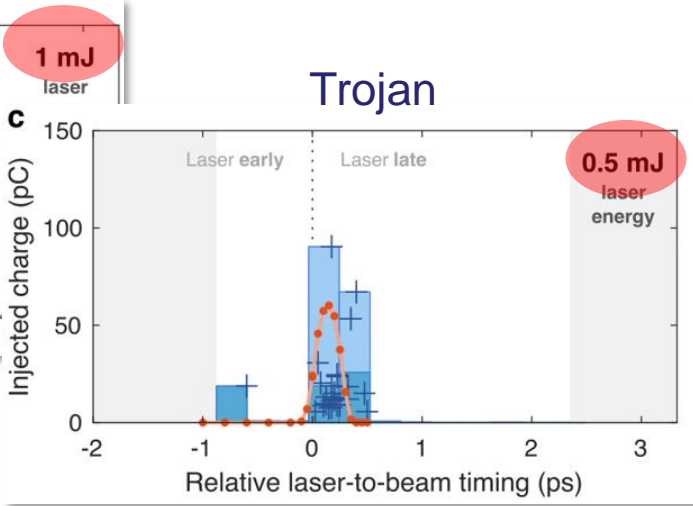 1 mJ
laser
Trojan
c
150
Laser early
Laser late
0.5 mJ
laser
energy
100
50
0
Injected charge (pC)
-2
-1
0
1
2
3
Relative laser-to-beam timing (ps)